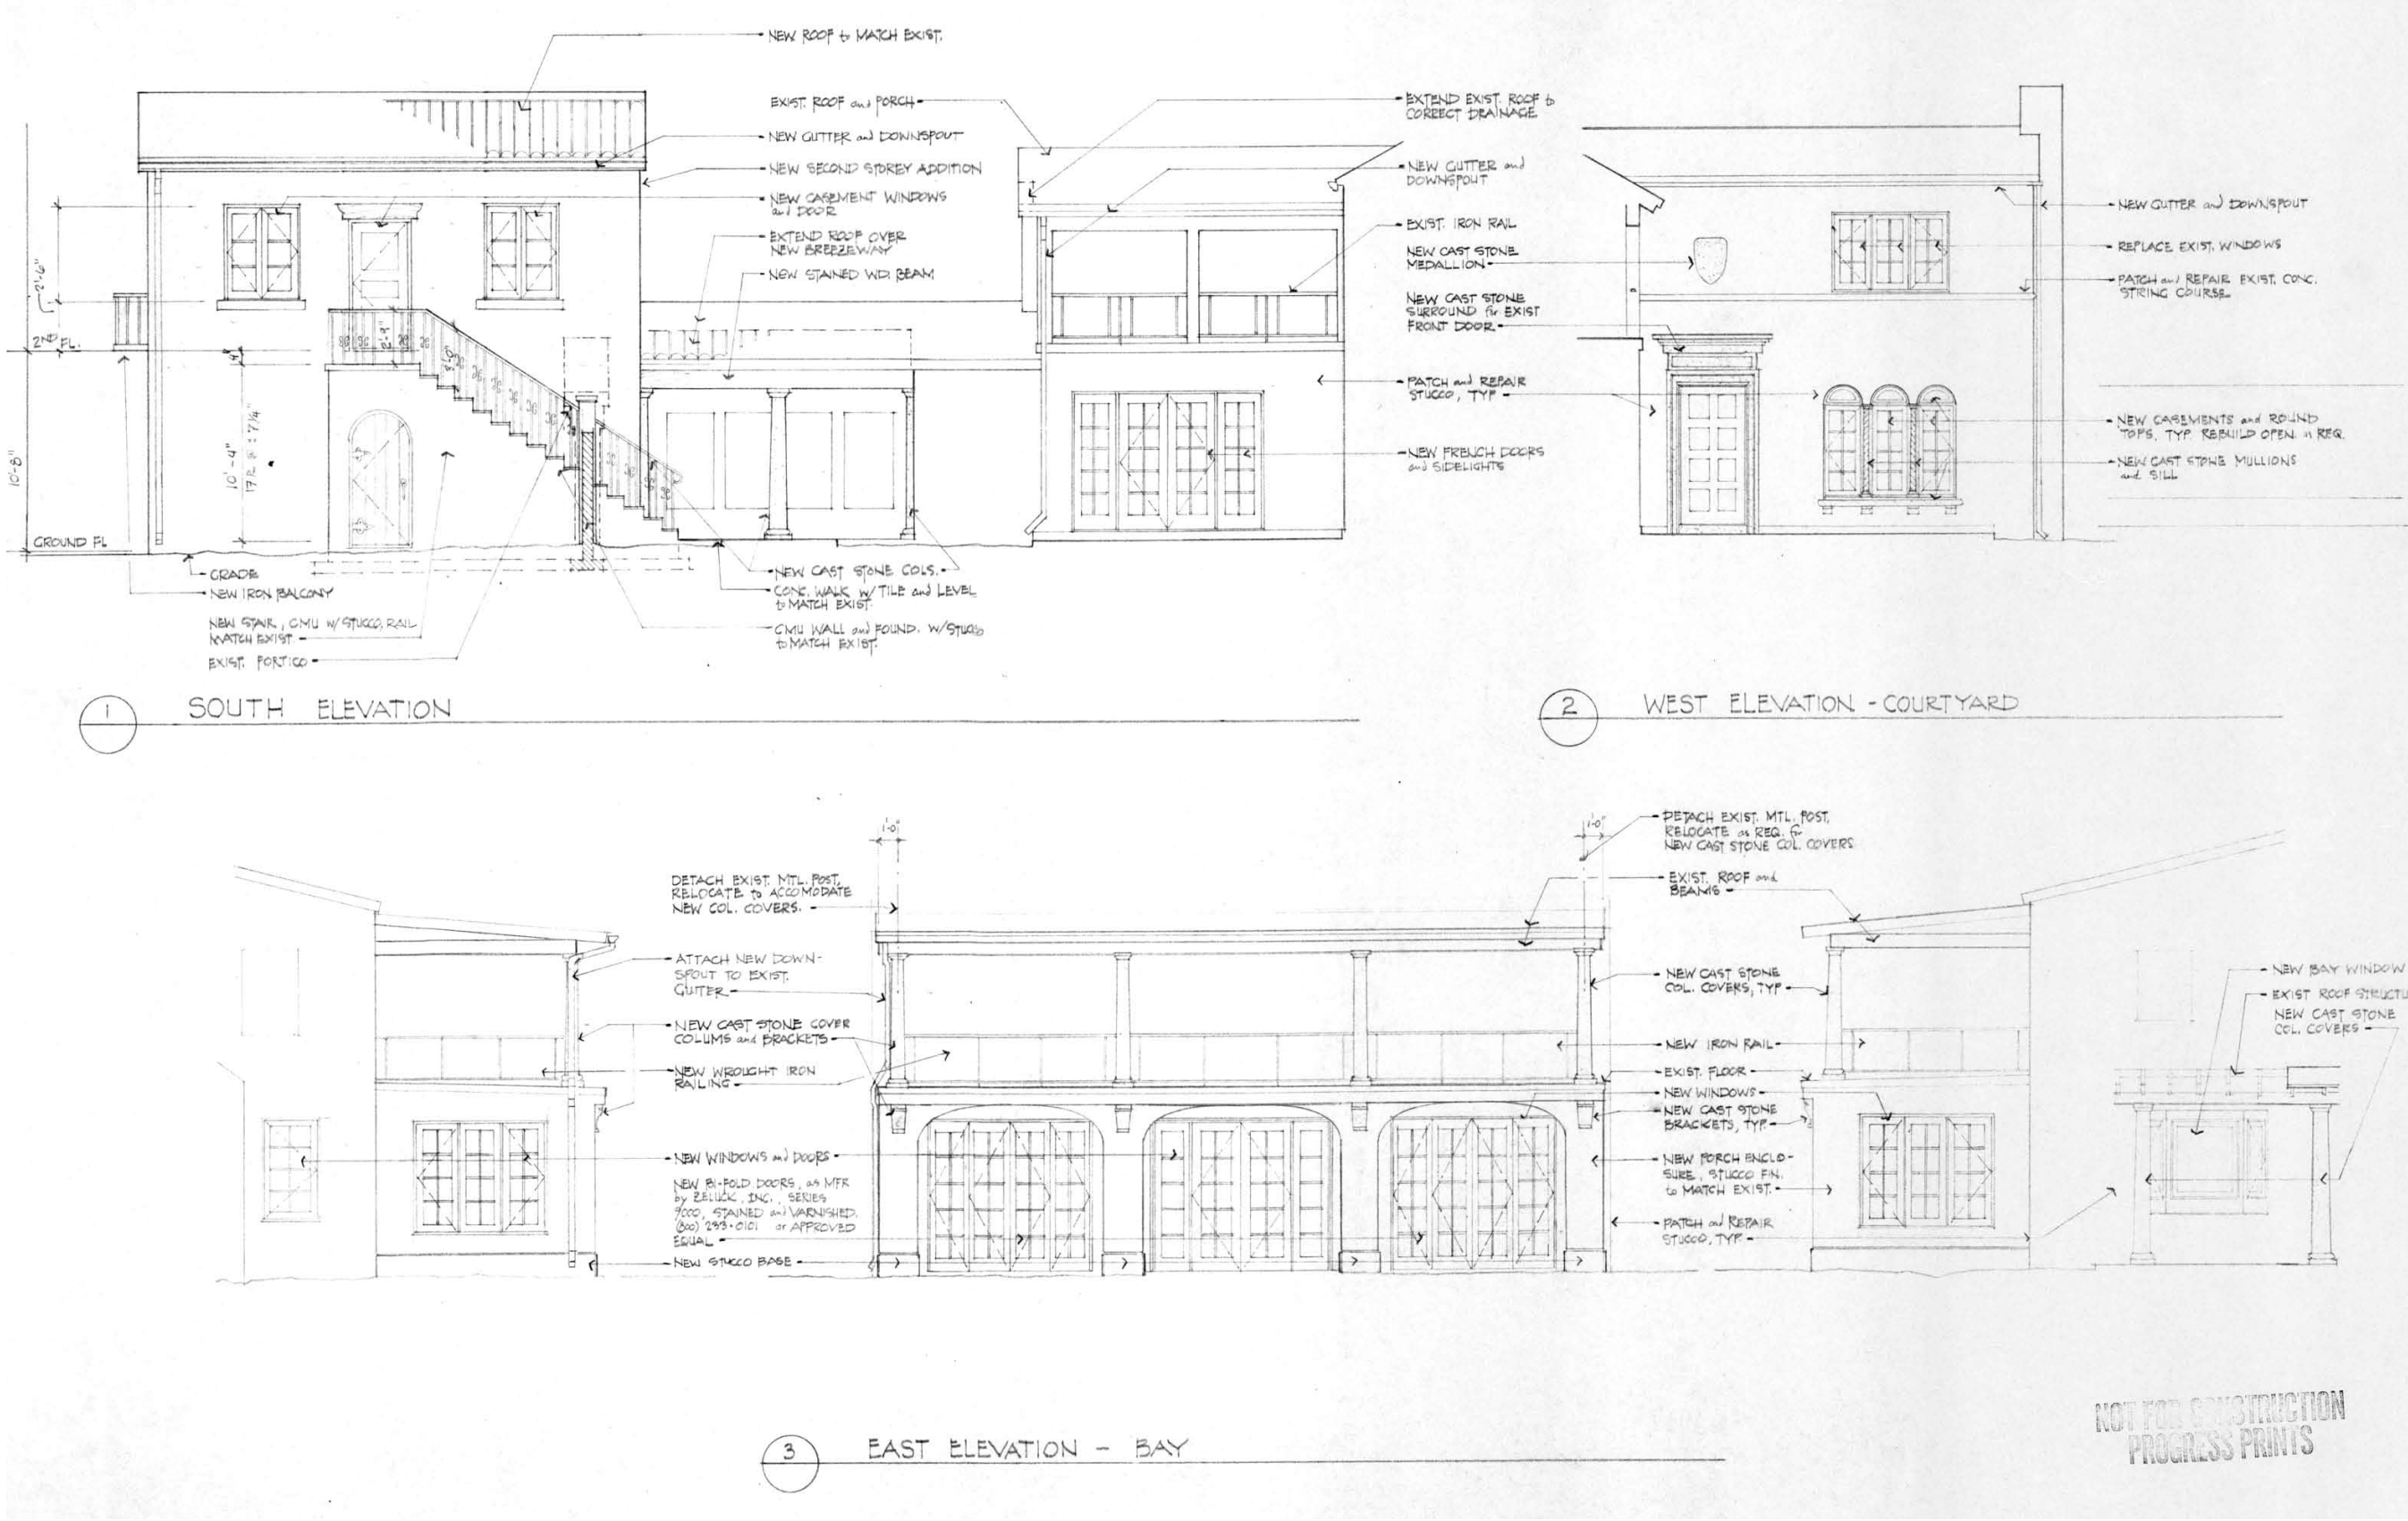 NEW ROOF to MATCH EXIST.
EXIST. ROOF and PORCH
NEW GUTTER and DOWNSPOUT
NEW SECOND STOREY ADDITION
NEW CASEMENT WINDOWS
and DOOR
EXTEND ROOF OVER
NEW BREEZEWAY
NEW STAINED WD. BEAM
2'-6"
2ND FL.
4"
2'-9"
3'-0"
10'-8"
10'-4"
17 R @ 7 1/4"
GROUND FL
GRADE
NEW IRON BALCONY
NEW STAIR, CMU W/ STUCCO, RAIL
MATCH EXIST
EXIST. PORTICO
NEW CAST STONE COLS.
CONC. WALK W/ TILE and LEVEL
to MATCH EXIST.
CMU WALL and FOUND. W/ STUCCO
to MATCH EXIST.
EXTEND EXIST. ROOF to
CORRECT DRAINAGE
NEW GUTTER and
DOWNSPOUT
EXIST. IRON RAIL
NEW CAST STONE
MEDALLION
NEW CAST STONE
SURROUND for EXIST
FRONT DOOR
PATCH and REPAIR
STUCCO, TYP
NEW FRENCH DOORS
and SIDELIGHTS
NEW GUTTER and DOWNSPOUT
REPLACE EXIST. WINDOWS
PATCH and REPAIR EXIST. CONC.
STRING COURSE
NEW CASEMENTS and ROUND
TOPS, TYP. REBUILD OPEN. as REQ.
NEW CAST STONE MULLIONS
and SILL
1 SOUTH ELEVATION
2 WEST ELEVATION - COURTYARD
1'-0"
DETACH EXIST. MTL. POST,
RELOCATE to ACCOMODATE
NEW COL. COVERS.
ATTACH NEW DOWN-
SPOUT TO EXIST.
GUTTER
NEW CAST STONE COVER
COLUMS and BRACKETS
NEW WROUGHT IRON
RAILING
NEW WINDOWS and DOORS
NEW BI-FOLD DOORS, as MFR
by ZELUCK, INC., SERIES
9000, STAINED and VARNISHED.
(800) 233-0101 or APPROVED
EQUAL
NEW STUCCO BASE
1'-0"
DETACH EXIST. MTL. POST,
RELOCATE as REQ. for
NEW CAST STONE COL. COVERS
EXIST. ROOF and
BEAMS
NEW CAST STONE
COL. COVERS, TYP
NEW IRON RAIL
EXIST. FLOOR
NEW WINDOWS
NEW CAST STONE
BRACKETS, TYP.
NEW PORCH ENCLO-
SURE, STUCCO FIN.
to MATCH EXIST.
PATCH and REPAIR
STUCCO, TYP.
NEW BAY WINDOW
EXIST ROOF STRUCTU
NEW CAST STONE
COL. COVERS
3 EAST ELEVATION - BAY
NOT FOR CONSTRUCTION
PROGRESS PRINTS